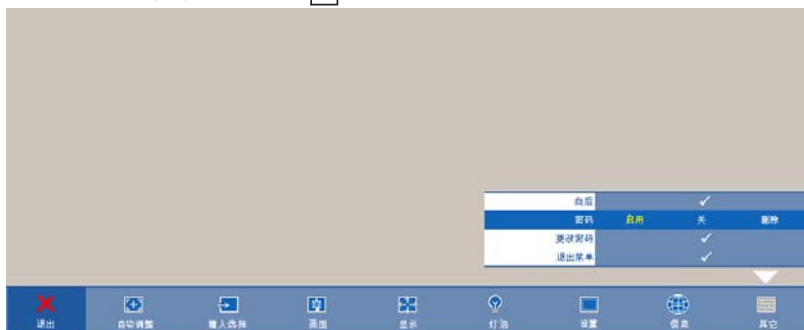 向后
密码 启用 关 删除
更改密码
退出菜单
退出 自动调整 输入选择 画面 显示 灯泡 设置 信息 其它